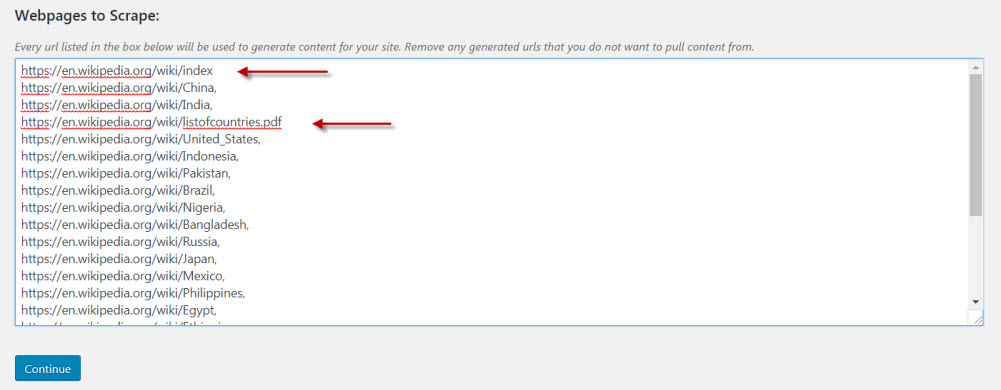 Webpages to Scrape:
Every url listed in the box below will be used to generate content for your site. Remove any generated urls that you do not want to pull content from.
https://en.wikipedia.org/wiki/index
https://en.wikipedia.org/wiki/China,
https://en.wikipedia.org/wiki/India,
https://en.wikipedia.org/wiki/listofcountries.pdf
https://en.wikipedia.org/wiki/United_States,
https://en.wikipedia.org/wiki/Indonesia,
https://en.wikipedia.org/wiki/Pakistan,
https://en.wikipedia.org/wiki/Brazil,
https://en.wikipedia.org/wiki/Nigeria,
https://en.wikipedia.org/wiki/Bangladesh,
https://en.wikipedia.org/wiki/Russia,
https://en.wikipedia.org/wiki/Japan,
https://en.wikipedia.org/wiki/Mexico,
https://en.wikipedia.org/wiki/Philippines,
https://en.wikipedia.org/wiki/Egypt,
Continue